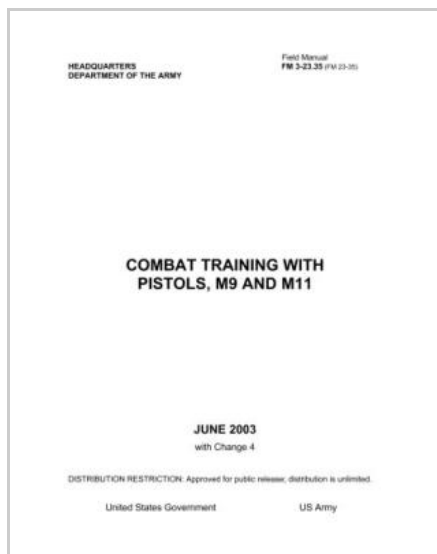 HEADQUARTERS
DEPARTMENT OF THE ARMY
Field Manual
FM 3-23.35 (FM 23-35)
COMBAT TRAINING WITH
PISTOLS, M9 AND M11
JUNE 2003
with Change 4
DISTRIBUTION RESTRICTION: Approved for public release; distribution is unlimited.
United States Government US Army